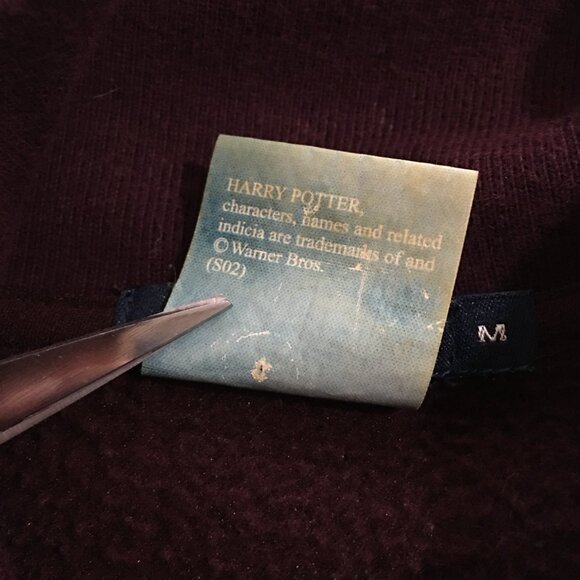 HARRY POTTER,
characters, names and related
indicia are trademarks of and
© Warner Bros.
(S02)
M